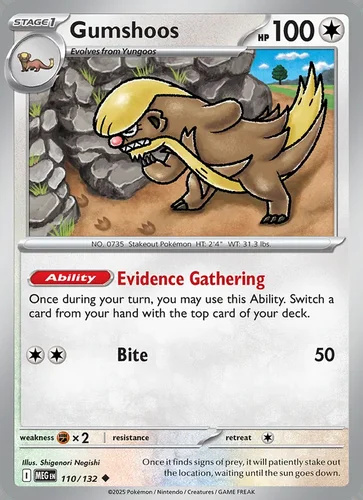 STAGE 1
Gumshoos
HP 100
Evolves from Yungoos
NO. 0735 Stakeout Pokémon HT: 2'4" WT: 31.3 lbs.
Ability Evidence Gathering
Once during your turn, you may use this Ability. Switch
a card from your hand with the top card of your deck.
Bite 50
weakness ×2 resistance retreat
Illus. Shigenori Negishi
I MEG EN 110/132
Once it finds signs of prey, it will patiently stake out
the location, waiting until the sun goes down.
©2025 Pokémon / Nintendo / Creatures / GAME FREAK